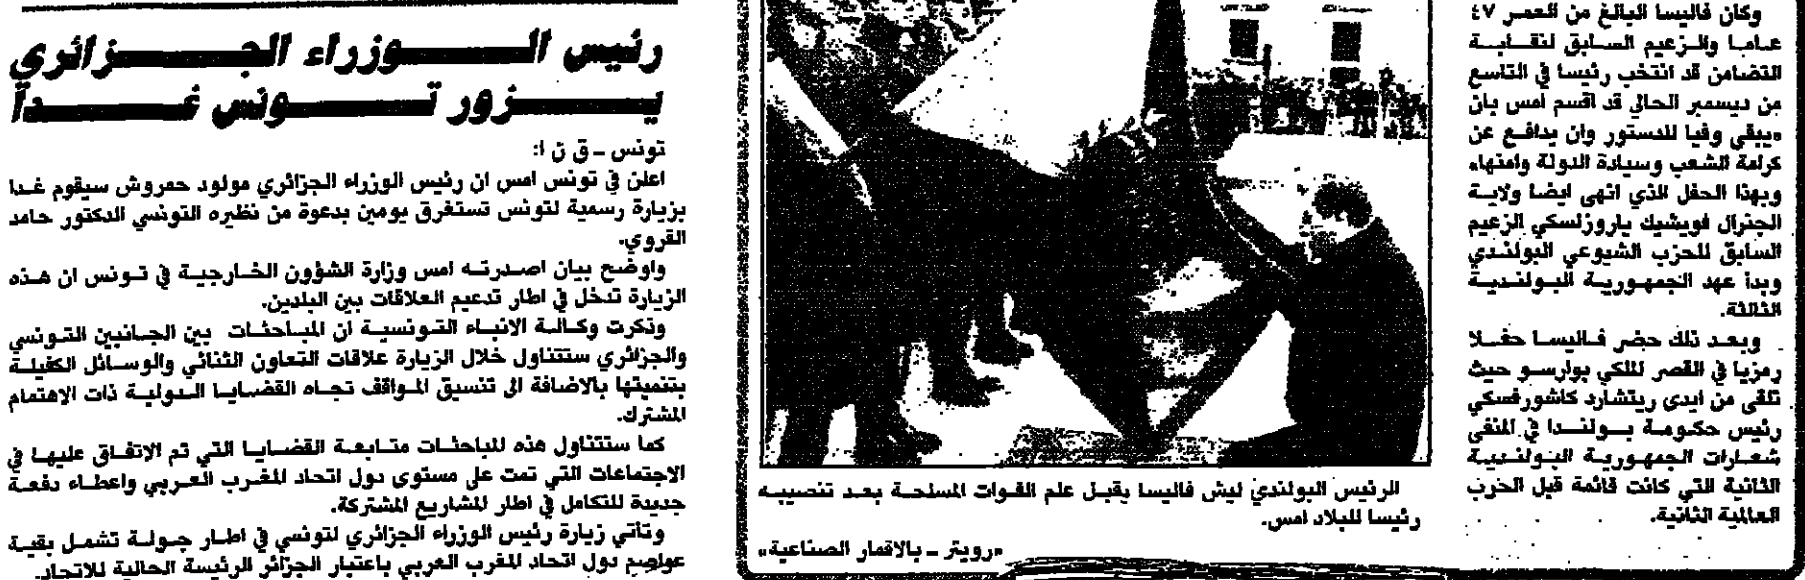 وكان فاليسا البالغ من العمر ٤٧
عاما والزعيم السابق لنقابة
التضامن قد انتخب رئيسا في التاسع
من ديسمبر الحالي قد اقسم امس بان
«يبقى وفيا للدستور وان يدافع عن
كرامة الشعب وسيادة الدولة وامنها»
وبهذا الحفل الذي انهى ايضا ولاية
الجنرال فويشيك ياروزلسكي الزعيم
السابق للحزب الشيوعي البولندي
وبدا عهد الجمهورية البولندية
الثالثة.
وبعد ذلك حضر فاليسا حفلا
رمزيا في القصر الملكي بوارسو حيث
تلقى من ايدى ريتشارد كاشورفسكي
رئيس حكومة بولندا في المنفى
شعارات الجمهورية البولندية
الثانية التي كانت قائمة قبل الحرب
العالمية الثانية.
الرئيس البولندي ليش فاليسا يقبل علم القوات المسلحة بعد تنصيبه
رئيسا للبلاد امس.
«رويتر - بالاقمار الصناعية»
رئيس الوزراء الجزائري
يزور تونس غداً
تونس - ق ن ا:
اعلن في تونس امس ان رئيس الوزراء الجزائري مولود حمروش سيقوم غدا
بزيارة رسمية لتونس تستغرق يومين بدعوة من نظيره التونسي الدكتور حامد
القروي.
واوضح بيان اصدرته امس وزارة الشؤون الخارجية في تونس ان هذه
الزيارة تدخل في اطار تدعيم العلاقات بين البلدين.
وذكرت وكالة الانباء التونسية ان المباحثات بين الجانبين التونسي
والجزائري ستتناول خلال الزيارة علاقات التعاون الثنائي والوسائل الكفيلة
بتنميتها بالاضافة الى تنسيق المواقف تجاه القضايا الدولية ذات الاهتمام
المشترك.
كما ستتناول هذه المباحثات متابعة القضايا التي تم الاتفاق عليها في
الاجتماعات التي تمت على مستوى دول اتحاد المغرب العربي واعطاء دفعة
جديدة للتكامل في اطار المشاريع المشتركة.
وتأتي زيارة رئيس الوزراء الجزائري لتونس في اطار جولة تشمل بقية
عواصم دول اتحاد المغرب العربي باعتبار الجزائر الرئيسة الحالية للاتحاد.